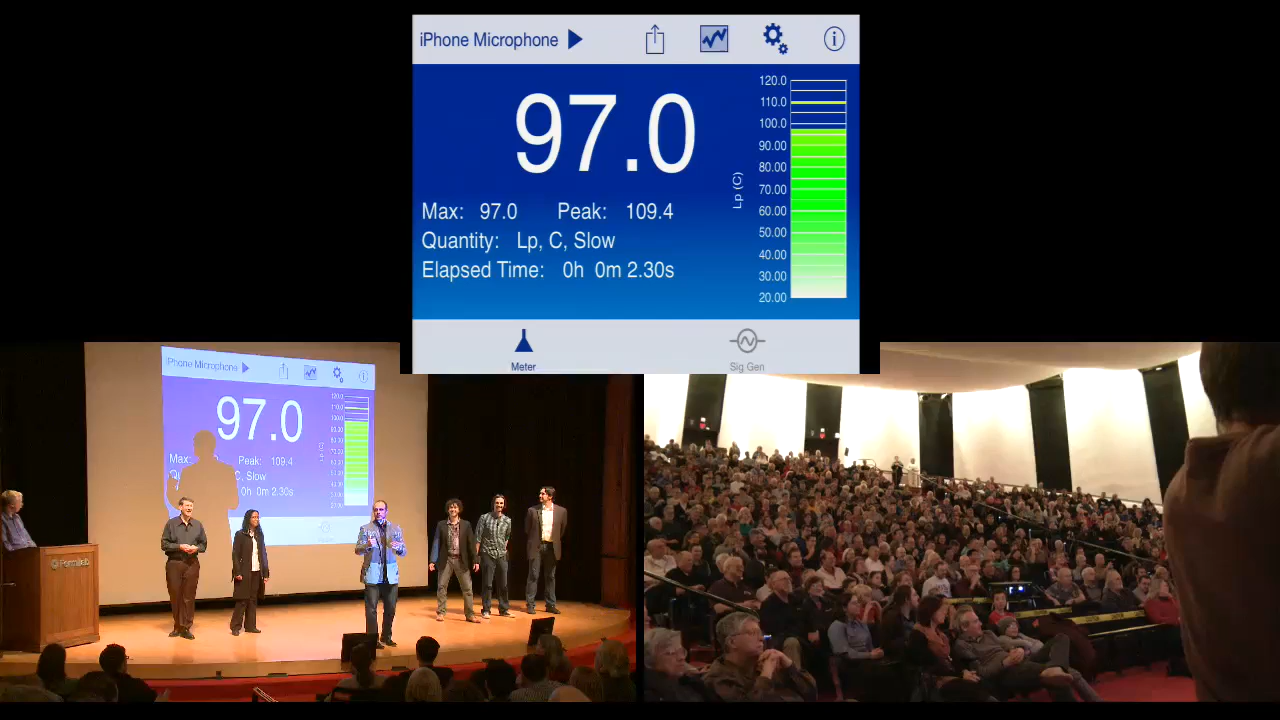 iPhone Microphone
97.0
Max: 97.0 Peak: 109.4
Quantity: Lp, C, Slow
Elapsed Time: 0h 0m 2.30s
Lp (C)
120.0
110.0
100.0
90.00
80.00
70.00
60.00
50.00
40.00
30.00
20.00
Meter
Sig Gen
iPhone Microphone
97.0
Max: Peak: 109.4
C, Slow
0h 0m 2.30s
Fermilab